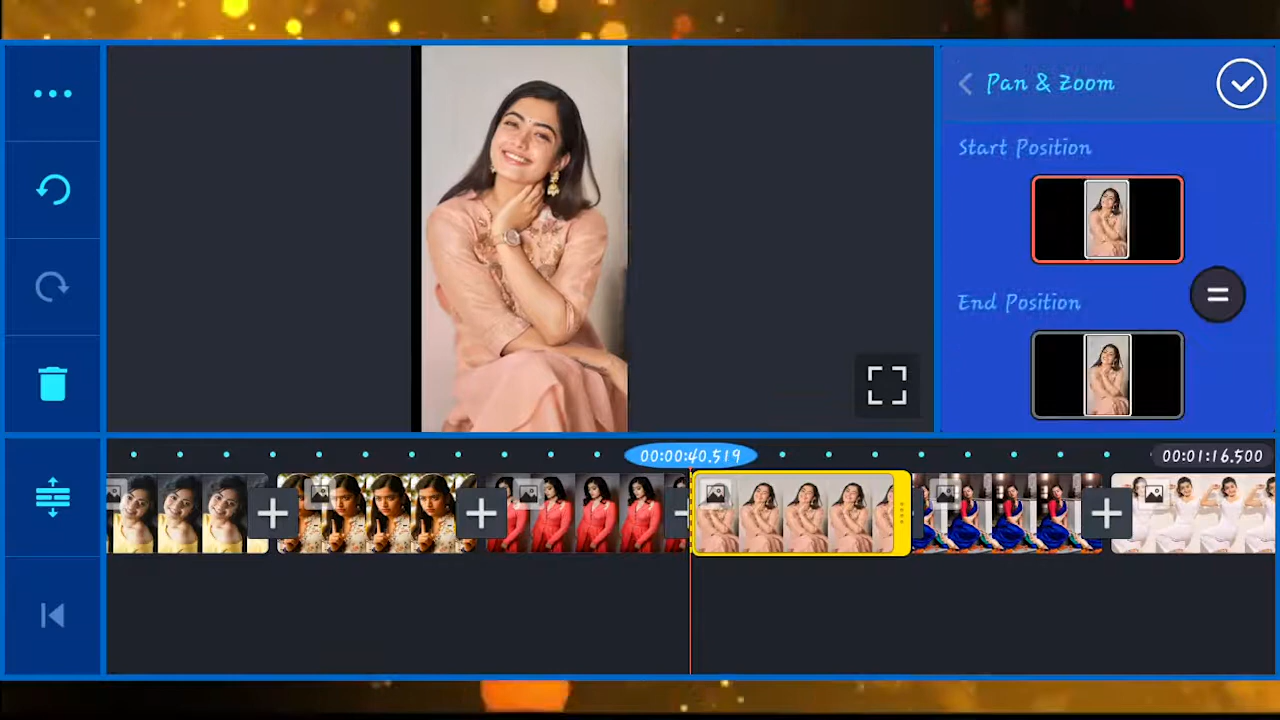 Pan & Zoom
Start Position
End Position
00:00:40.519
00:01:16.500